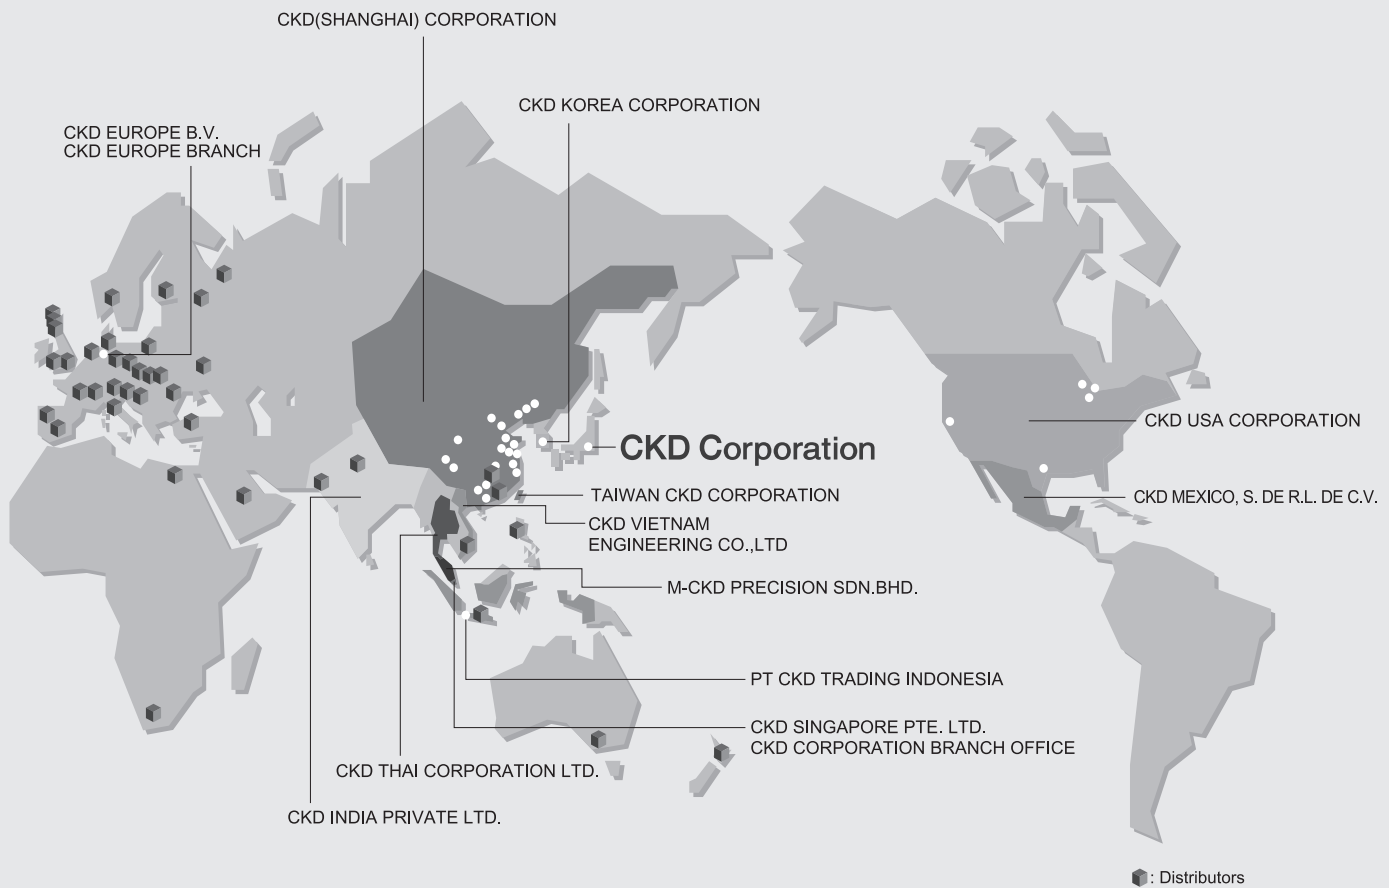 CKD(SHANGHAI) CORPORATION
CKD KOREA CORPORATION
CKD EUROPE B.V.
CKD EUROPE BRANCH
CKD USA CORPORATION
CKD Corporation
TAIWAN CKD CORPORATION
CKD MEXICO, S. DE R.L. DE C.V.
CKD VIETNAM
ENGINEERING CO.,LTD
M-CKD PRECISION SDN.BHD.
PT CKD TRADING INDONESIA
CKD SINGAPORE PTE. LTD.
CKD CORPORATION BRANCH OFFICE
CKD THAI CORPORATION LTD.
CKD INDIA PRIVATE LTD.
: Distributors